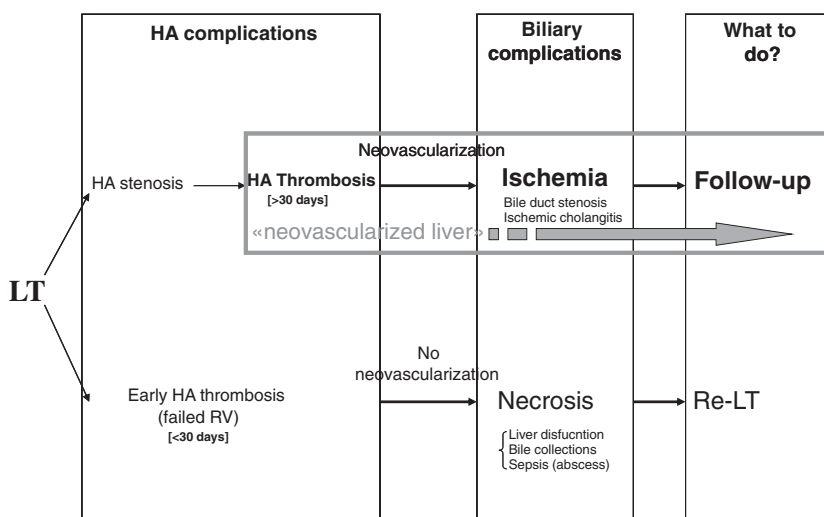 HA complications
Biliary
complications
What to
do?
Neovascularization
HA stenosis
HA Thrombosis
[>30 days]
Ischemia
Bile duct stenosis
Ischemic cholangitis
Follow-up
«neovascularized liver»
LT
No
neovascularization
Early HA thrombosis
(failed RV)
[<30 days]
Necrosis
Liver disfucntion
Bile collections
Sepsis (abscess)
Re-LT